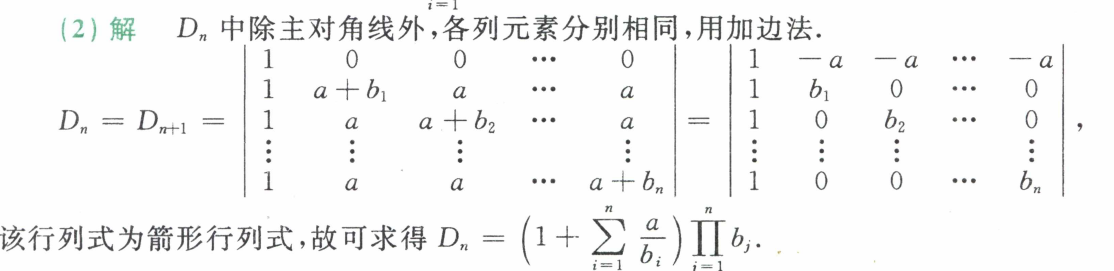 i=1
(2) 解 D_n 中除主对角线外,各列元素分别相同,用加边法.
D_n = D_{n+1} = \begin{vmatrix} 1 & 0 & 0 & \cdots & 0 \\ 1 & a+b_1 & a & \cdots & a \\ 1 & a & a+b_2 & \cdots & a \\ \vdots & \vdots & \vdots & & \vdots \\ 1 & a & a & \cdots & a+b_n \end{vmatrix} = \begin{vmatrix} 1 & -a & -a & \cdots & -a \\ 1 & b_1 & 0 & \cdots & 0 \\ 1 & 0 & b_2 & \cdots & 0 \\ \vdots & \vdots & \vdots & & \vdots \\ 1 & 0 & 0 & \cdots & b_n \end{vmatrix},
该行列式为箭形行列式,故可求得 D_n = \left(1+\sum_{i=1}^{n}\frac{a}{b_i}\right)\prod_{j=1}^{n}b_j.